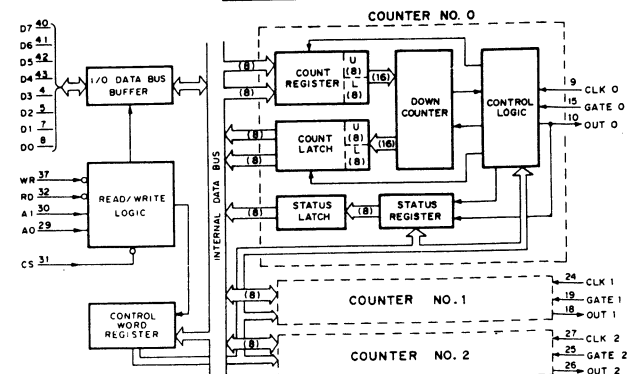 COUNTER NO. 0
D7 40
D6 41
D5 42
D4 43
D3 4
D2 5
D1 7
D0 8
I/O DATA BUS
BUFFER
WR 37
RD 32
A1 30
A0 29
CS 31
READ/WRITE
LOGIC
CONTROL
WORD
REGISTER
INTERNAL DATA BUS
(8)
(8)
COUNT
REGISTER
U
(8)
L
(8)
(16)
(8)
(8)
COUNT
LATCH
U
(8)
L
(8)
(16)
DOWN
COUNTER
CONTROL
LOGIC
9 CLK 0
15 GATE 0
10 OUT 0
(8)
STATUS
LATCH
(8)
STATUS
REGISTER
(8)
COUNTER NO. 1
24 CLK 1
19 GATE 1
18 OUT 1
(8)
COUNTER NO. 2
27 CLK 2
25 GATE 2
26 OUT 2